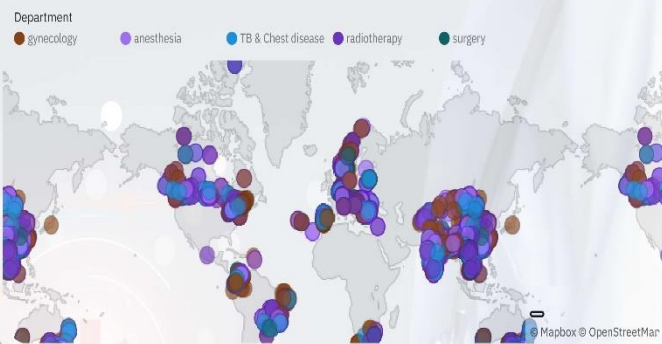 Department
gynecology anesthesia TB & Chest disease radiotherapy surgery
© Mapbox © OpenStreetMap